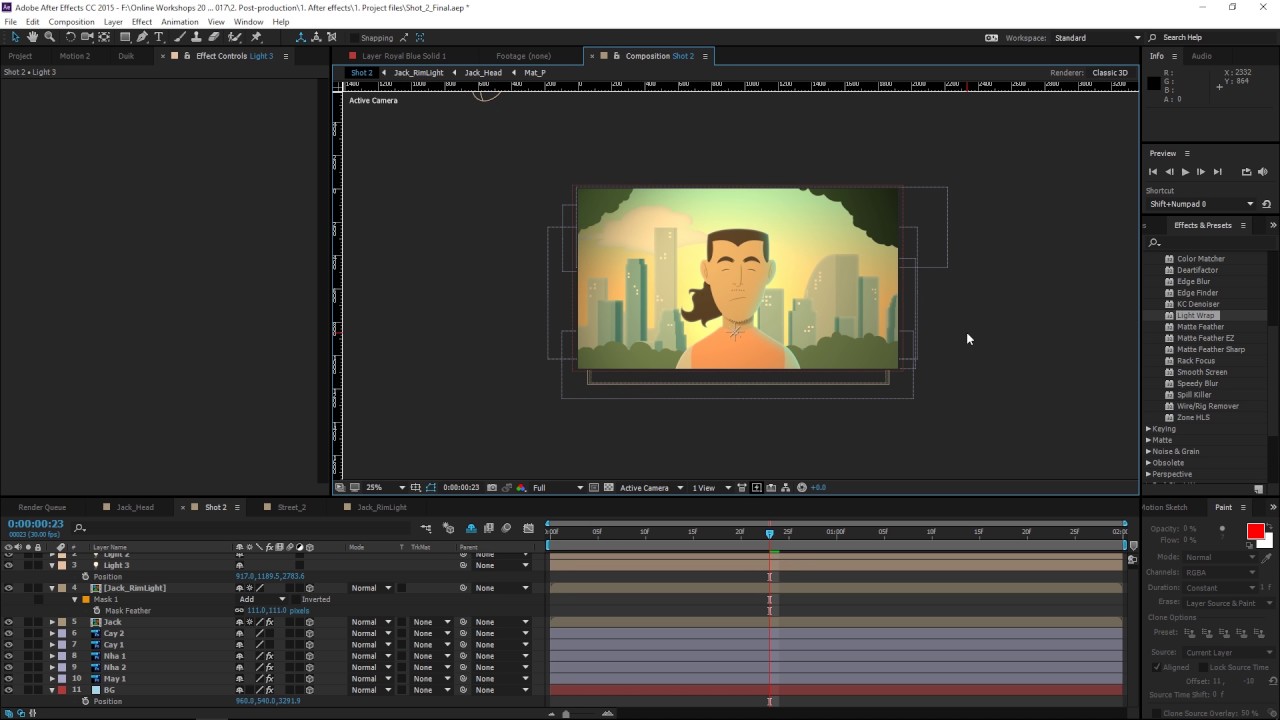 Adobe After Effects CC 2015 - F:\Online Workshops 20 ... 017\2. Post-production\1. After effects\1. Project files\Shot_2_Final.aep *
File Edit Composition Layer Effect Animation View Window Help
Snapping
Workspace: Standard
Search Help
Project Motion 2 Duik Effect Controls Light 3
Layer Royal Blue Solid 1 Footage (none) Composition Shot 2
Info Audio
Shot 2 • Light 3
Shot 2 Jack_RimLight Jack_Head Mat_P
Renderer: Classic 3D
Active Camera
R:
G:
B:
A: 0
X: 2332
Y: 864
Preview
Shortcut
Shift+Numpad 0
Effects & Presets
Color Matcher
Deartifactor
Edge Blur
Edge Finder
KC Denoiser
Light Wrap
Matte Feather
Matte Feather EZ
Matte Feather Sharp
Rack Focus
Smooth Screen
Speedy Blur
Spill Killer
Wire/Rig Remover
Zone HLS
Keying
Matte
Noise & Grain
Obsolete
Perspective
25% 0:00:00:23 Full Active Camera 1 View +0.0
Render Queue Jack_Head Shot 2 Street_2 Jack_RimLight
0:00:00:23
00023 (30.00 fps)
# Layer Name Mode T TrkMat Parent
05f 10f 15f 20f 25f 01:00f 05f 10f 15f 20f 25f 02:00
Light 2 None
3 Light 3 None
Position 917.0,1189.5,2783.6
4 [Jack_RimLight] Normal None
Mask 1 Add Inverted
Mask Feather 111.0,111.0 pixels
5 Jack Normal None None
6 Cay 2 Normal None None
7 Cay 1 Normal None None
8 Nha 1 Normal None None
9 Nha 2 Normal None None
10 May 1 Normal None None
11 BG Normal None None
Position 960.0,540.0,3291.9
Motion Sketch Paint
Opacity: 0 %
Flow: 0 %
Mode: Normal
Channels: RGBA
Duration: Constant 1 f
Erase: Layer Source & Paint
Clone Options
Preset:
Source: Current Layer
Aligned Lock Source Time
Offset: 11, -10
Source Time Shift: 0 f
Clone Source Overlay: 50 %